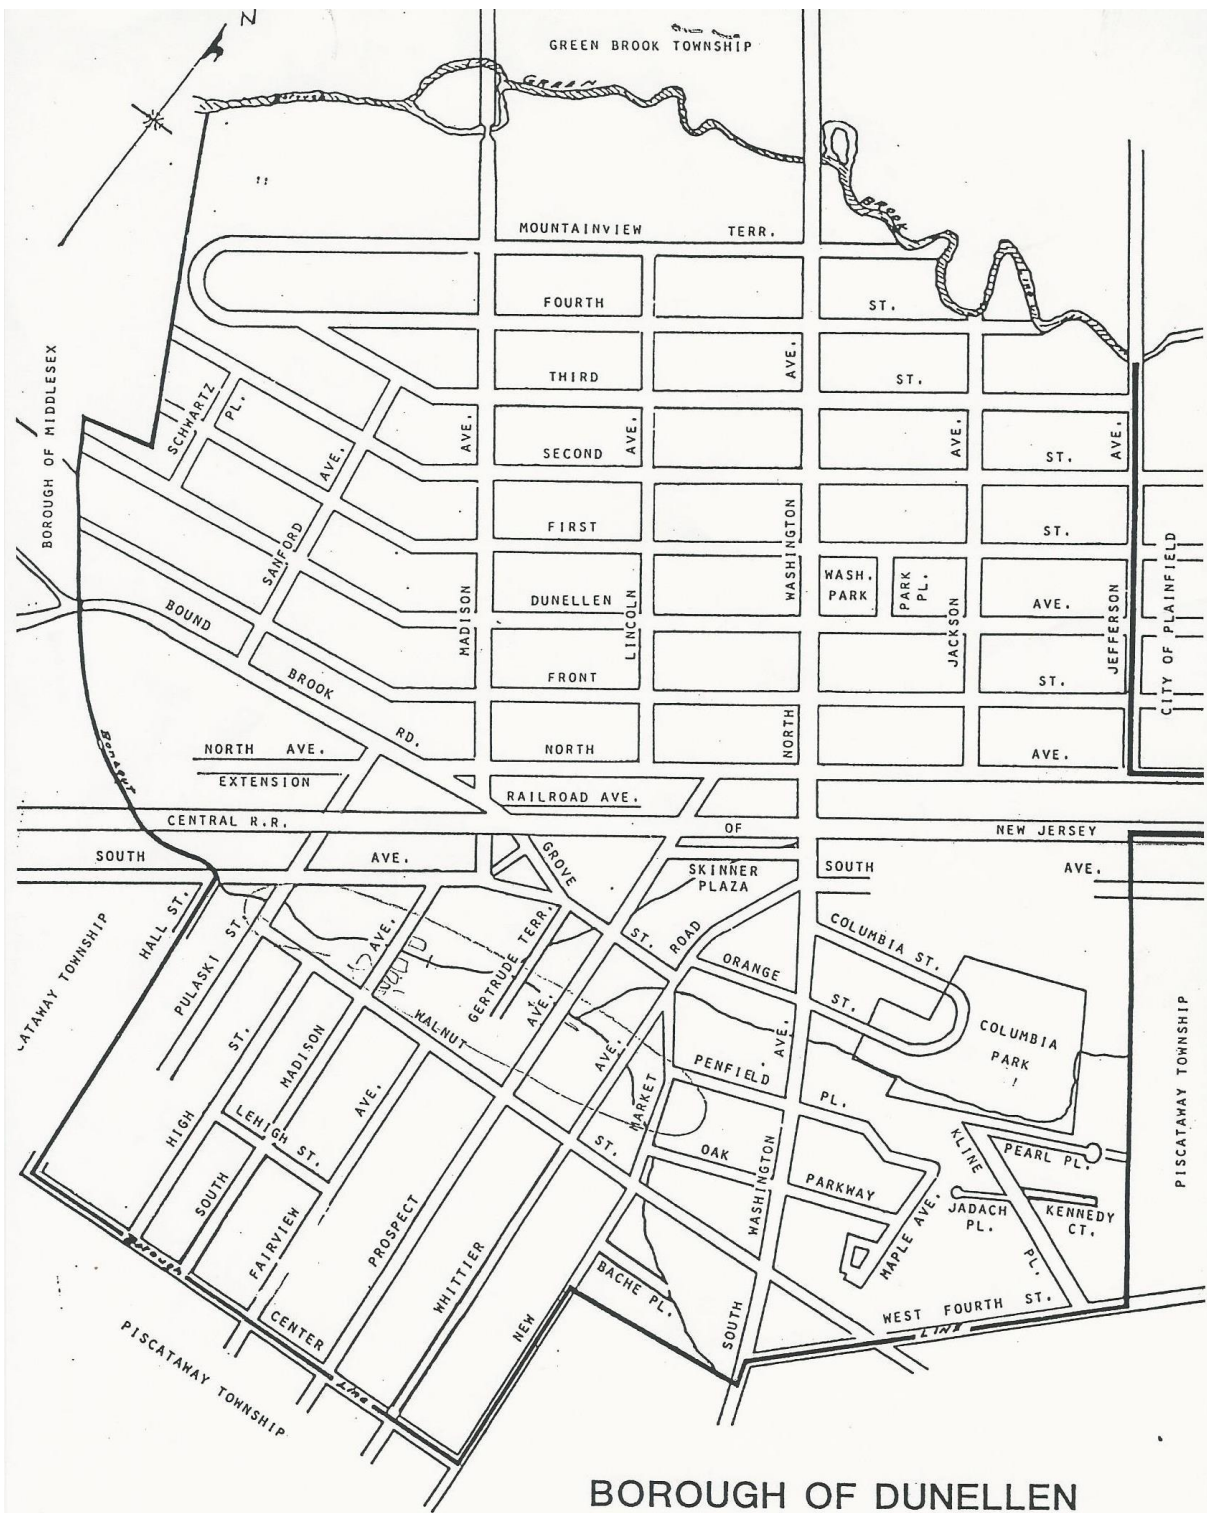 N
GREEN BROOK TOWNSHIP
GREEN
BROOK
Line
MOUNTAINVIEW TERR.
FOURTH ST.
THIRD ST.
SECOND ST.
FIRST ST.
DUNELLEN AVE.
FRONT ST.
NORTH AVE.
BOROUGH OF MIDDLESEX
SCHWARTZ PL.
SANFORD AVE.
MADISON AVE.
LINCOLN AVE.
NORTH WASHINGTON AVE.
WASH. PARK
PARK PL.
JACKSON AVE.
JEFFERSON AVE.
CITY OF PLAINFIELD
BOUND BROOK RD.
NORTH AVE.
EXTENSION
RAILROAD AVE.
CENTRAL R.R. OF NEW JERSEY
SOUTH AVE.
SOUTH AVE.
SKINNER
PLAZA
GROVE ST.
HALL ST.
PULASKI ST.
HIGH ST.
SOUTH MADISON AVE.
LEHIGH ST.
FAIRVIEW AVE.
PROSPECT
WHITTIER AVE.
GERTRUDE TERR.
WALNUT ST.
NEW MARKET ROAD
AVE.
ORANGE ST.
COLUMBIA ST.
COLUMBIA
PARK
PENFIELD PL.
OAK PARKWAY
SOUTH WASHINGTON AVE.
MAPLE AVE.
KLINE PL.
PEARL PL.
JADACH
PL.
KENNEDY
CT.
BACHE PL.
WEST FOURTH ST.
LINE
CENTER
Borough
Line
CATAWAY TOWNSHIP
PISCATAWAY TOWNSHIP
PISCATAWAY TOWNSHIP
BOROUGH OF DUNELLEN